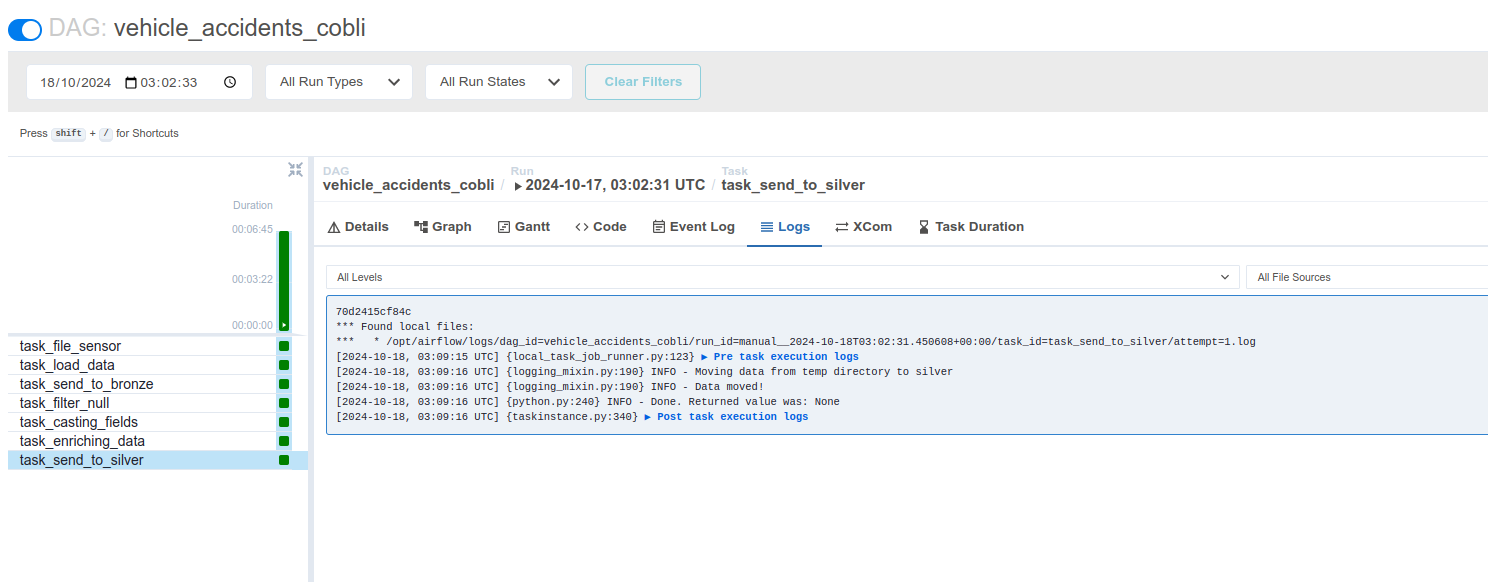 DAG: vehicle_accidents_cobli
18/10/2024 03:02:33 All Run Types All Run States Clear Filters
Press shift + / for Shortcuts
DAG Run Task
vehicle_accidents_cobli / 2024-10-17, 03:02:31 UTC / task_send_to_silver
Duration
00:06:45
00:03:22
00:00:00
task_file_sensor
task_load_data
task_send_to_bronze
task_filter_null
task_casting_fields
task_enriching_data
task_send_to_silver
Details Graph Gantt Code Event Log Logs XCom Task Duration
All Levels All File Sources
70d2415cf84c
*** Found local files:
***   * /opt/airflow/logs/dag_id=vehicle_accidents_cobli/run_id=manual__2024-10-18T03:02:31.450608+00:00/task_id=task_send_to_silver/attempt=1.log
[2024-10-18, 03:09:15 UTC] {local_task_job_runner.py:123} ▶ Pre task execution logs
[2024-10-18, 03:09:16 UTC] {logging_mixin.py:190} INFO - Moving data from temp directory to silver
[2024-10-18, 03:09:16 UTC] {logging_mixin.py:190} INFO - Data moved!
[2024-10-18, 03:09:16 UTC] {python.py:240} INFO - Done. Returned value was: None
[2024-10-18, 03:09:16 UTC] {taskinstance.py:340} ▶ Post task execution logs